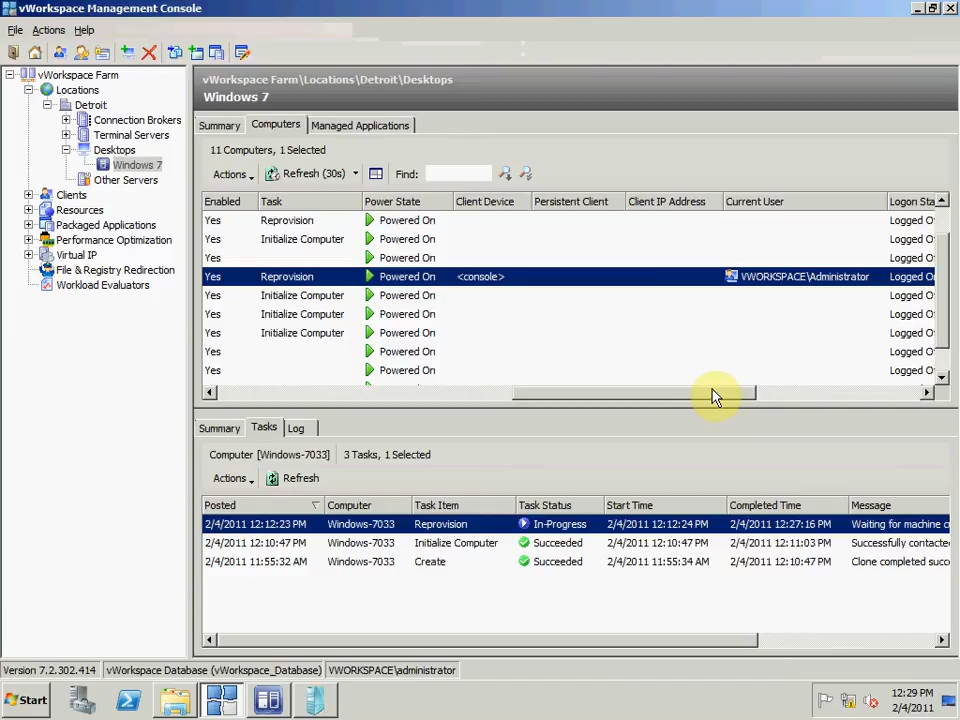 vWorkspace Management Console
File Actions Help
vWorkspace Farm
Locations
Detroit
Connection Brokers
Terminal Servers
Desktops
Windows 7
Other Servers
Clients
Resources
Packaged Applications
Performance Optimization
Virtual IP
File & Registry Redirection
Workload Evaluators
vWorkspace Farm\Locations\Detroit\Desktops
Windows 7
Summary Computers Managed Applications
11 Computers, 1 Selected
Actions Refresh (30s) Find:
Enabled Task Power State Client Device Persistent Client Client IP Address Current User Logon Sta
Yes Reprovision Powered On Logged O
Yes Initialize Computer Powered On Logged O
Yes Powered On Logged O
Yes Reprovision Powered On <console> VWORKSPACE\Administrator Logged O
Yes Initialize Computer Powered On Logged O
Yes Initialize Computer Powered On Logged O
Yes Initialize Computer Powered On Logged O
Yes Powered On Logged O
Yes Powered On Logged O
Summary Tasks Log
Computer [Windows-7033] 3 Tasks, 1 Selected
Actions Refresh
Posted Computer Task Item Task Status Start Time Completed Time Message
2/4/2011 12:12:23 PM Windows-7033 Reprovision In-Progress 2/4/2011 12:12:24 PM 2/4/2011 12:27:16 PM Waiting for machine c
2/4/2011 12:10:47 PM Windows-7033 Initialize Computer Succeeded 2/4/2011 12:10:47 PM 2/4/2011 12:11:03 PM Successfully contacte
2/4/2011 11:55:32 AM Windows-7033 Create Succeeded 2/4/2011 11:55:34 AM 2/4/2011 12:10:47 PM Clone completed succ
Version 7.2.302.414 vWorkspace Database (vWorkspace_Database) VWORKSPACE\administrator
Start 12:29 PM
2/4/2011